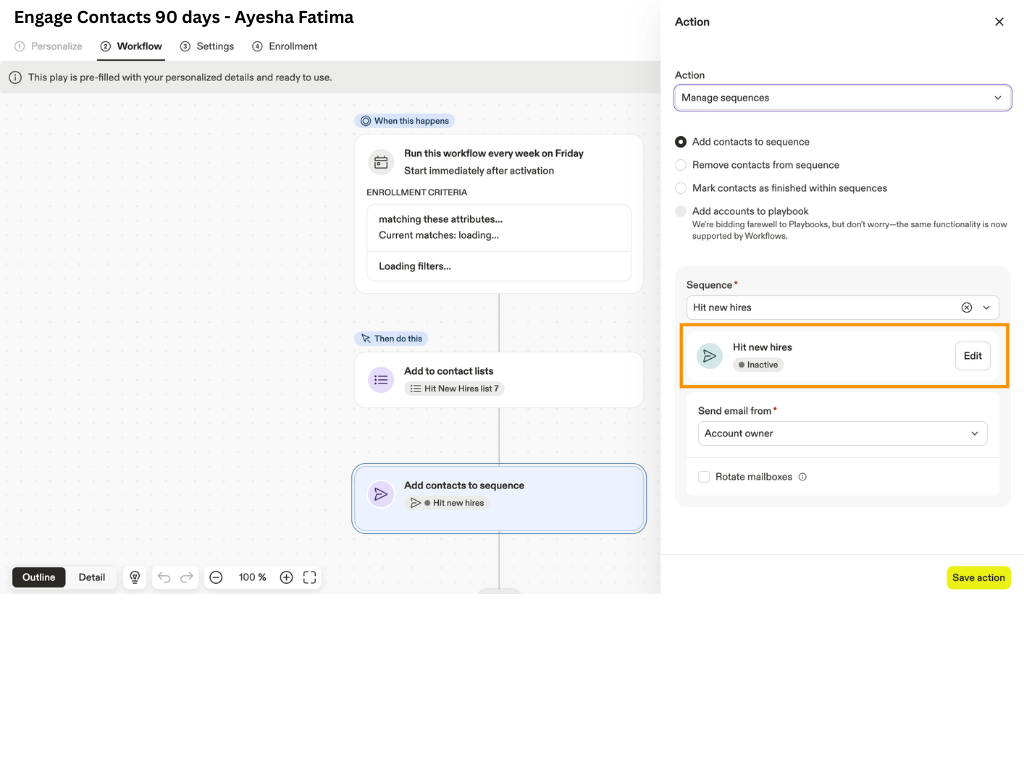 Engage Contacts 90 days - Ayesha Fatima
1 Personalize
2 Workflow
3 Settings
4 Enrollment
This play is pre-filled with your personalized details and ready to use.
When this happens
Run this workflow every week on Friday
Start immediately after activation
ENROLLMENT CRITERIA
matching these attributes...
Current matches: loading...
Loading filters...
Then do this
Add to contact lists
Hit New Hires list 7
Add contacts to sequence
Hit new hires
Outline
Detail
100 %
Action
Action
Manage sequences
Add contacts to sequence
Remove contacts from sequence
Mark contacts as finished within sequences
Add accounts to playbook
We're bidding farewell to Playbooks, but don't worry—the same functionality is now
supported by Workflows.
Sequence*
Hit new hires
Hit new hires
Inactive
Edit
Send email from*
Account owner
Rotate mailboxes
Save action